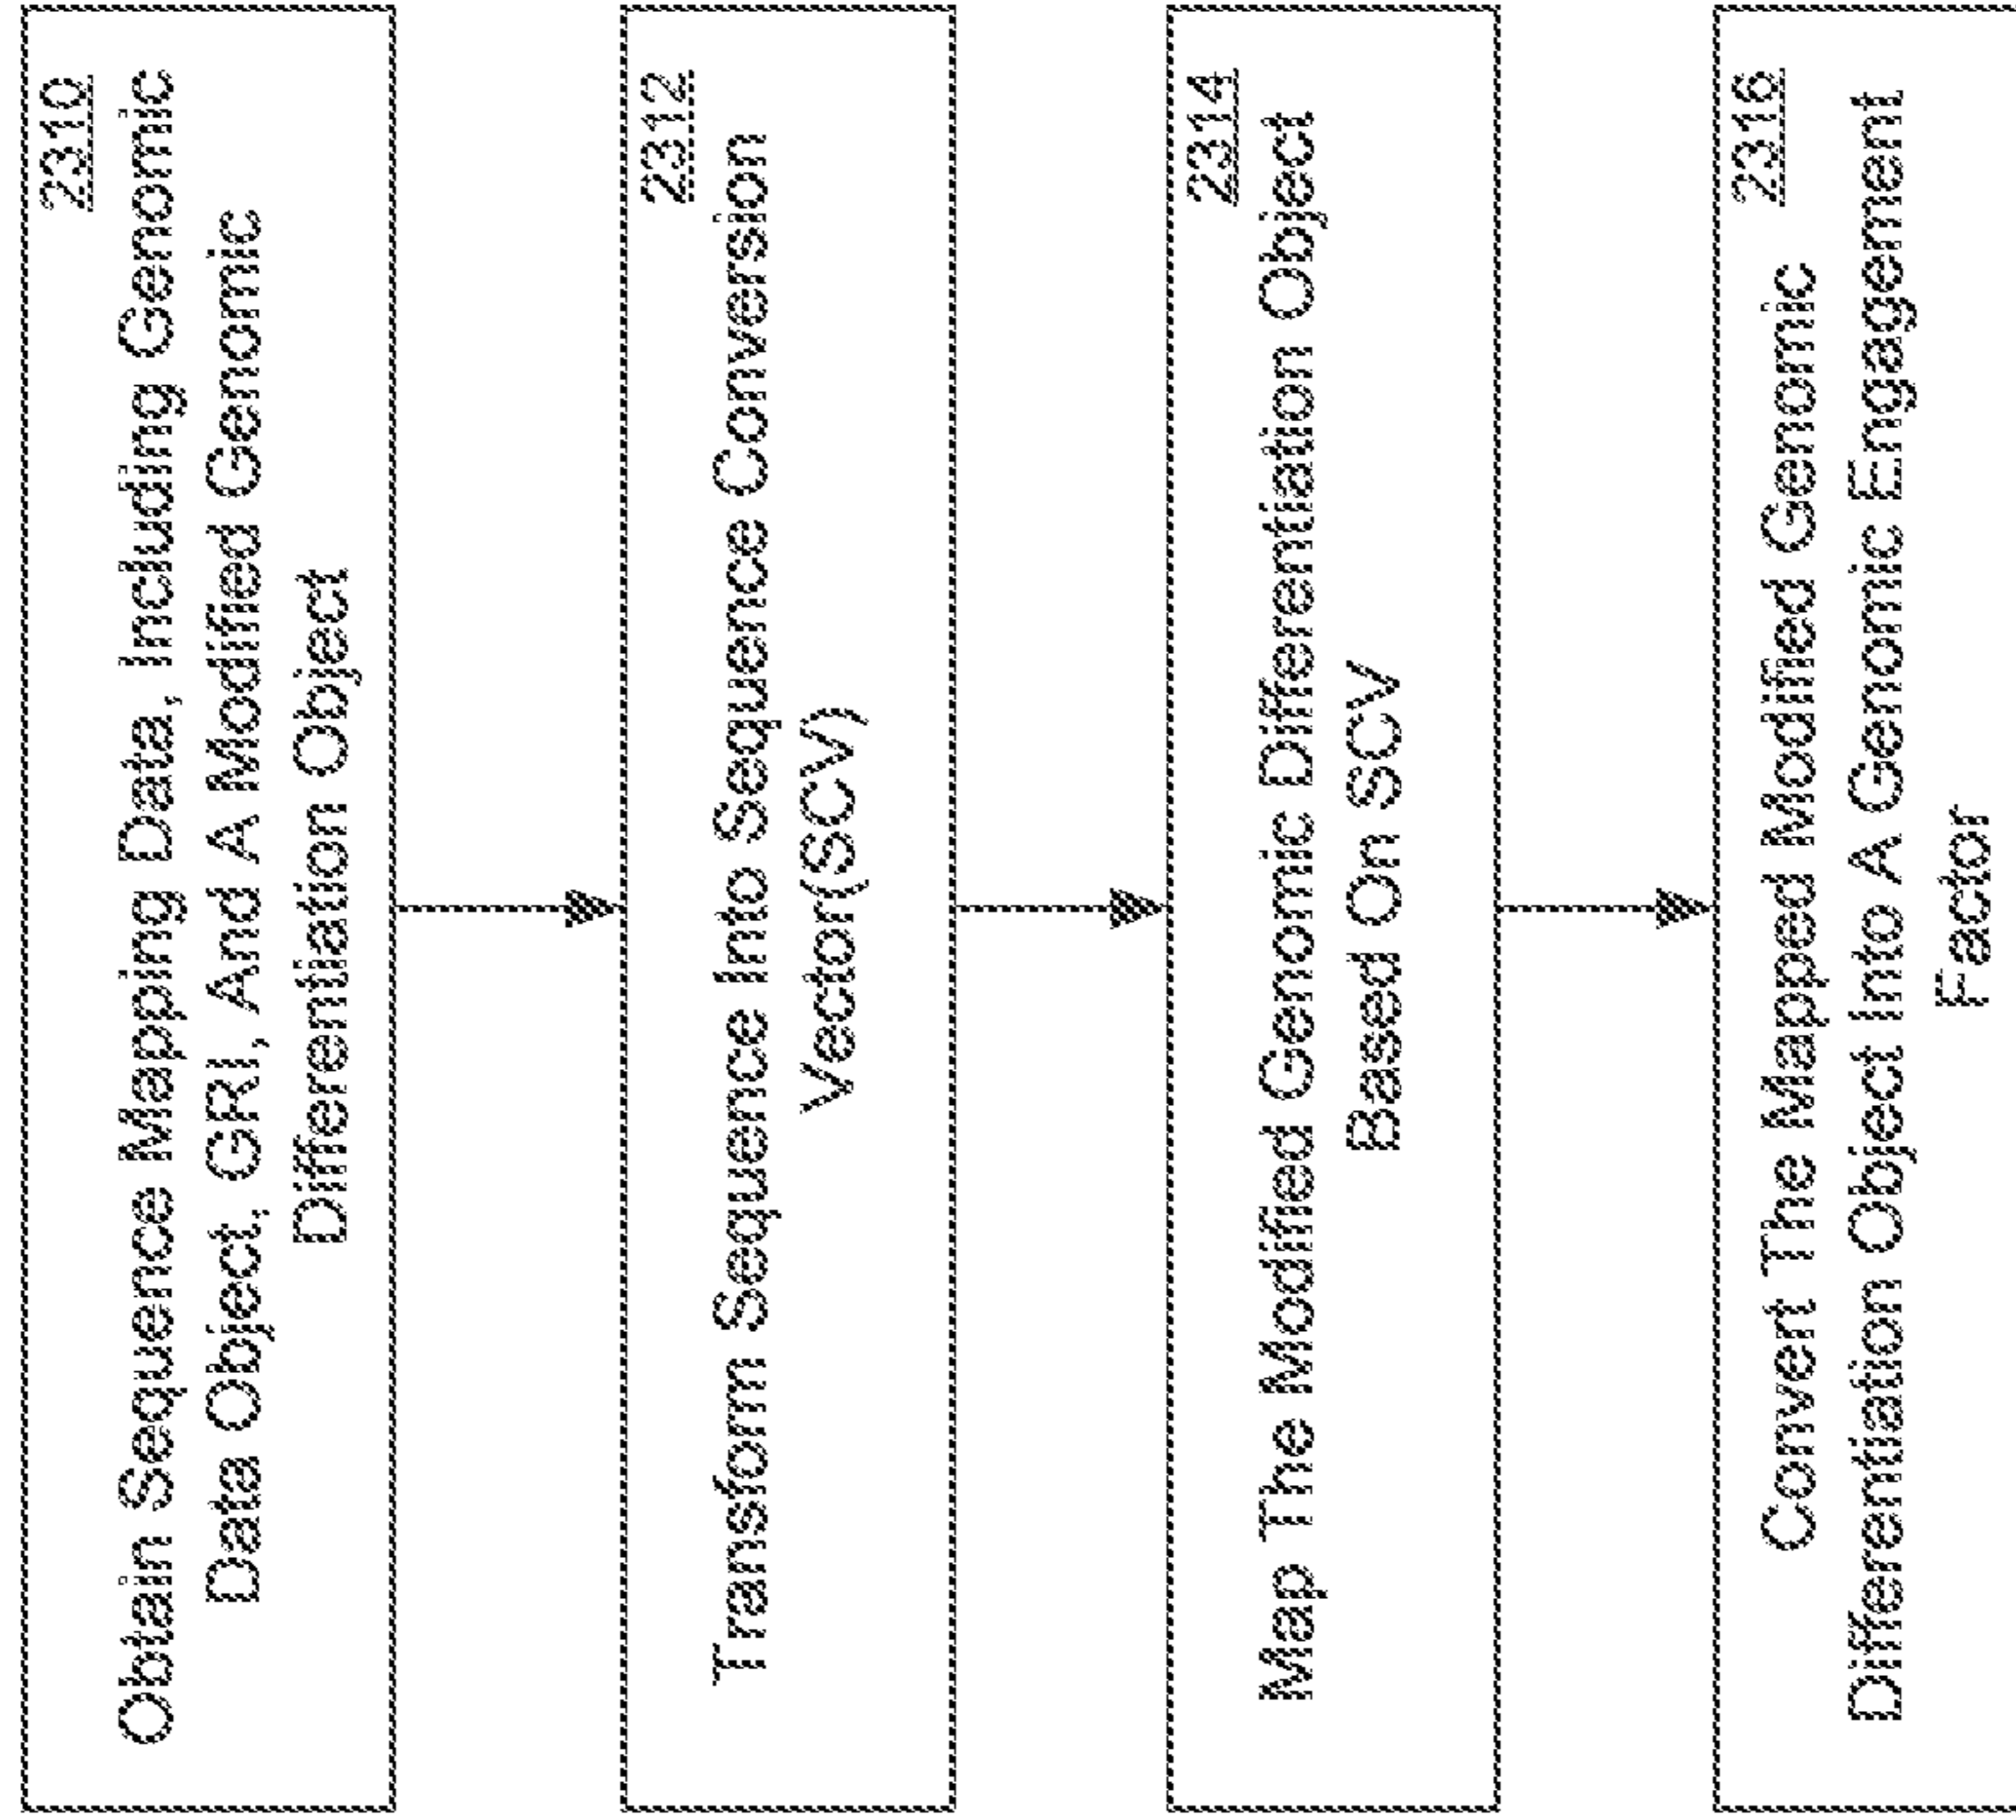 2310
Obtain Sequence Mapping Data, Including Genomic
Data Object, GRI, And A Modified Genomic
Differentiation Object
2312
Transform Sequence Into Sequence Conversion
Vector(SCV)
2314
Map The Modified Genomic Differentiation Object
Based On SCV
2316
Convert The Mapped Modified Genomic
Differentiation Object Into A Genomic Engagement
Factor